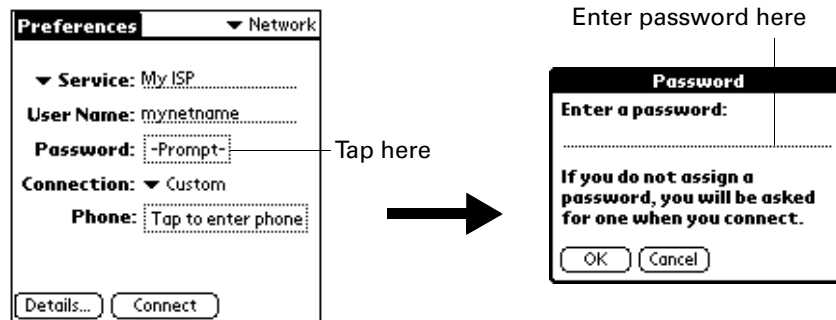 Preferences
Network
Service: My ISP
User Name: mynetname
Password: -Prompt-
Connection: Custom
Phone: Tap to enter phone
Details... Connect
Tap here
Enter password here
Password
Enter a password:
If you do not assign a
password, you will be asked
for one when you connect.
OK Cancel